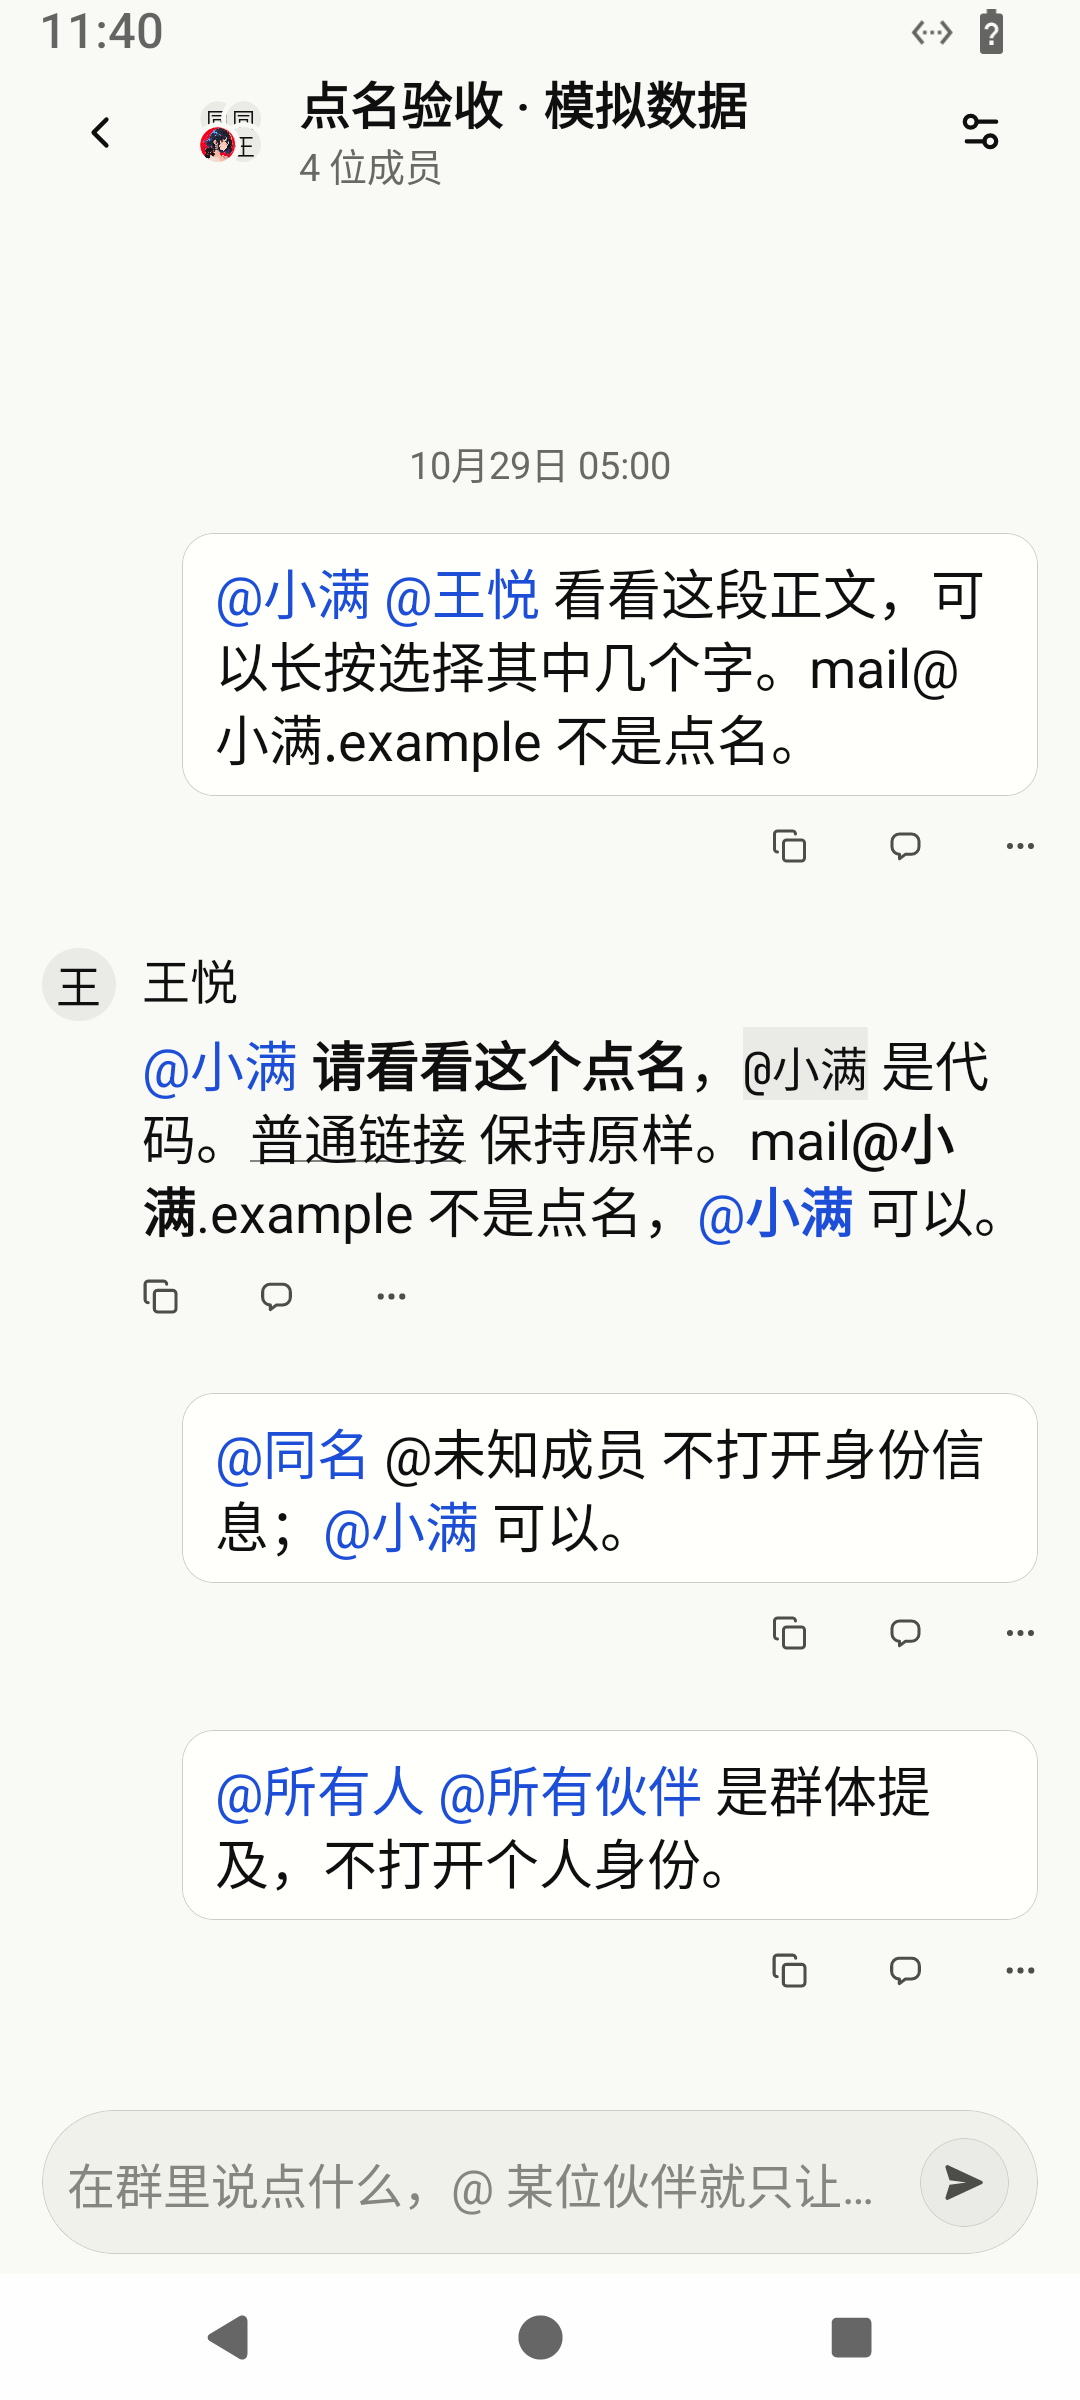 11:40
点名验收 · 模拟数据
4 位成员
10月29日 05:00
@小满 @王悦 看看这段正文，可
以长按选择其中几个字。mail@
小满.example 不是点名。
王 王悦
@小满 请看看这个点名，@小满 是代
码。普通链接 保持原样。mail@小
满.example 不是点名，@小满 可以。
@同名 @未知成员 不打开身份信
息；@小满 可以。
@所有人 @所有伙伴 是群体提
及，不打开个人身份。
在群里说点什么，@ 某位伙伴就只让…